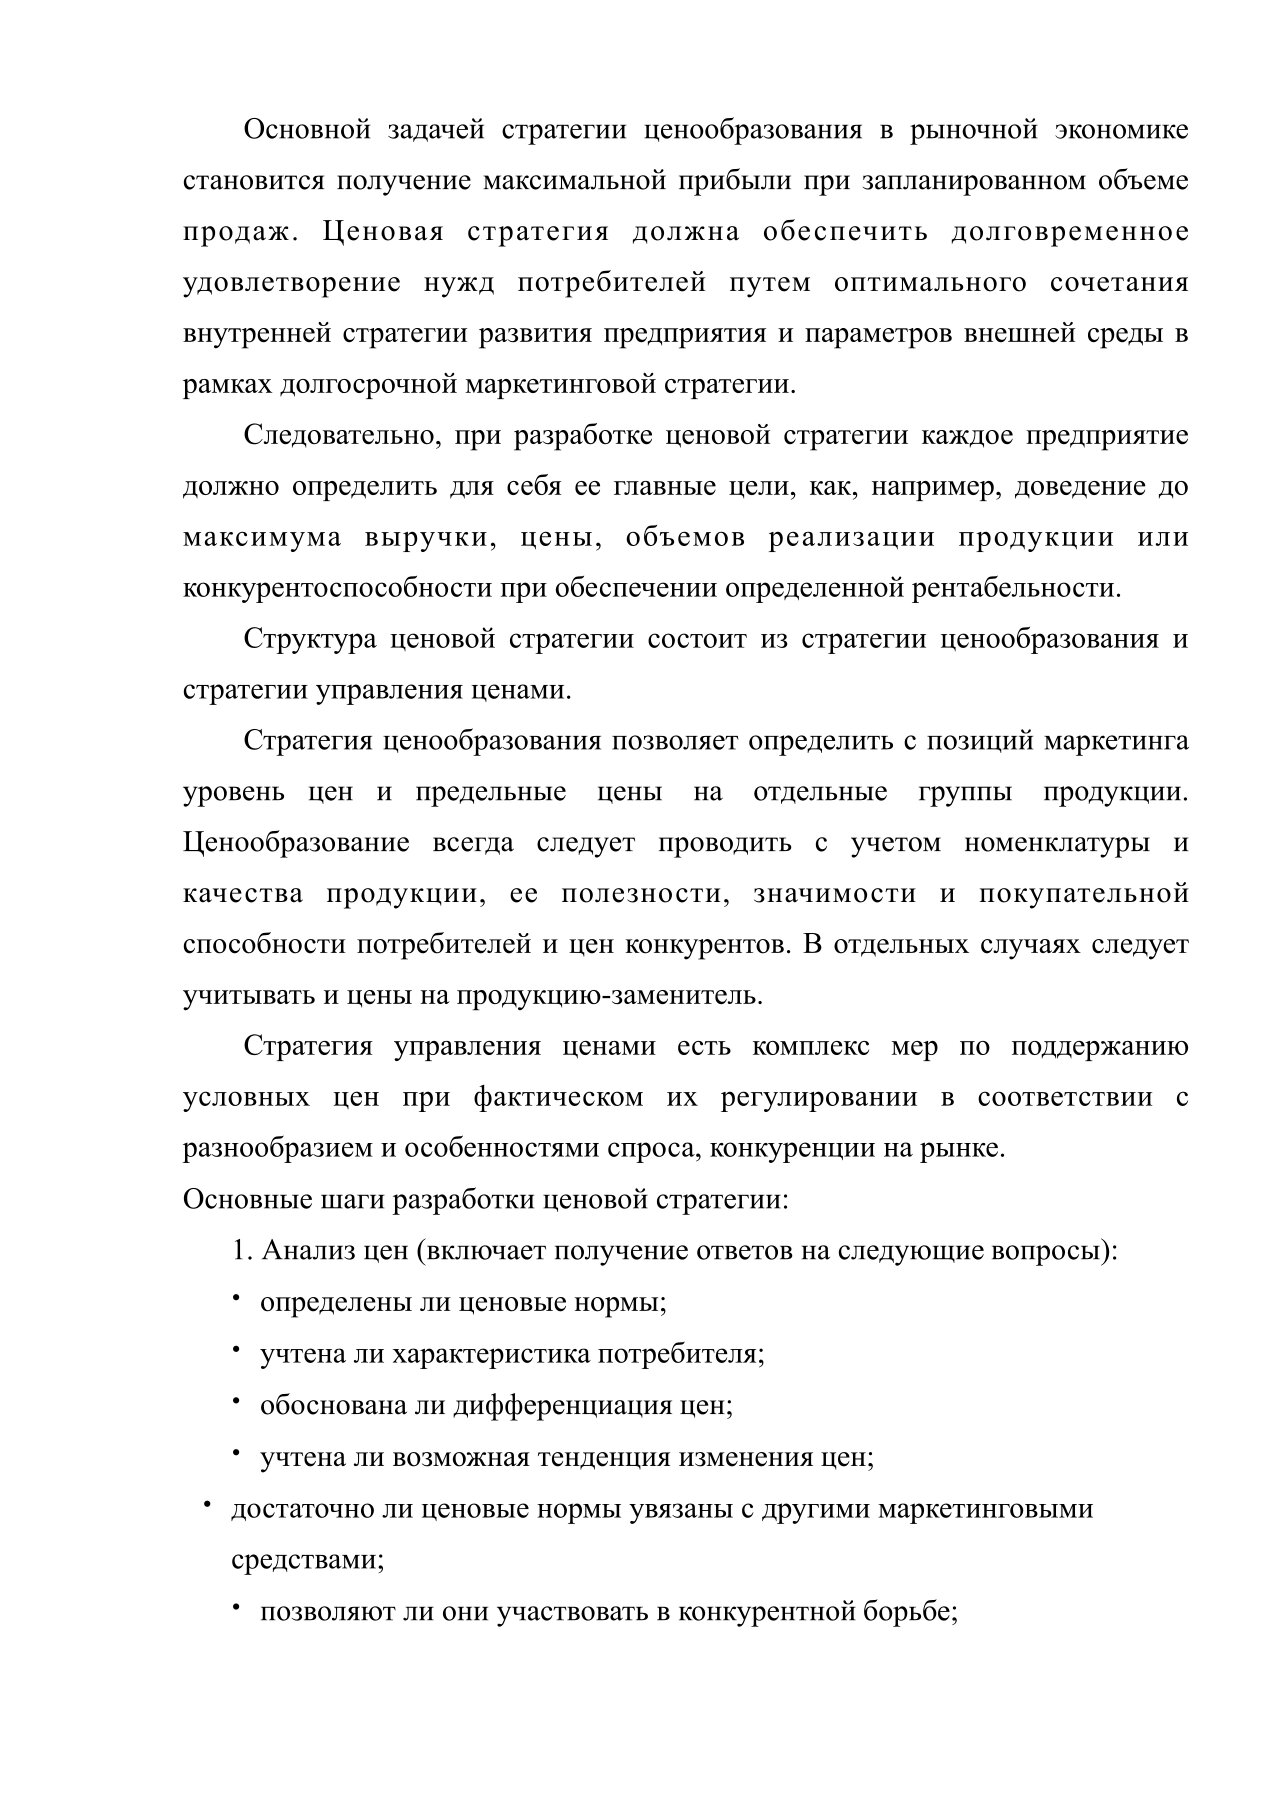 Основной задачей стратегии ценообразования в рыночной экономике
становится получение максимальной прибыли при запланированном объеме
продаж. Ценовая стратегия должна обеспечить долговременное
удовлетворение нужд потребителей путем оптимального сочетания
внутренней стратегии развития предприятия и параметров внешней среды в
рамках долгосрочной маркетинговой стратегии.
Следовательно, при разработке ценовой стратегии каждое предприятие
должно определить для себя ее главные цели, как, например, доведение до
максимума выручки, цены, объемов реализации продукции или
конкурентоспособности при обеспечении определенной рентабельности.
Структура ценовой стратегии состоит из стратегии ценообразования и
стратегии управления ценами.
Стратегия ценообразования позволяет определить с позиций маркетинга
уровень цен и предельные цены на отдельные группы продукции.
Ценообразование всегда следует проводить с учетом номенклатуры и
качества продукции, ее полезности, значимости и покупательной
способности потребителей и цен конкурентов. В отдельных случаях следует
учитывать и цены на продукцию-заменитель.
Стратегия управления ценами есть комплекс мер по поддержанию
условных цен при фактическом их регулировании в соответствии с
разнообразием и особенностями спроса, конкуренции на рынке.
Основные шаги разработки ценовой стратегии:
1. Анализ цен (включает получение ответов на следующие вопросы):
• определены ли ценовые нормы;
• учтена ли характеристика потребителя;
• обоснована ли дифференциация цен;
• учтена ли возможная тенденция изменения цен;
• достаточно ли ценовые нормы увязаны с другими маркетинговыми
средствами;
• позволяют ли они участвовать в конкурентной борьбе;